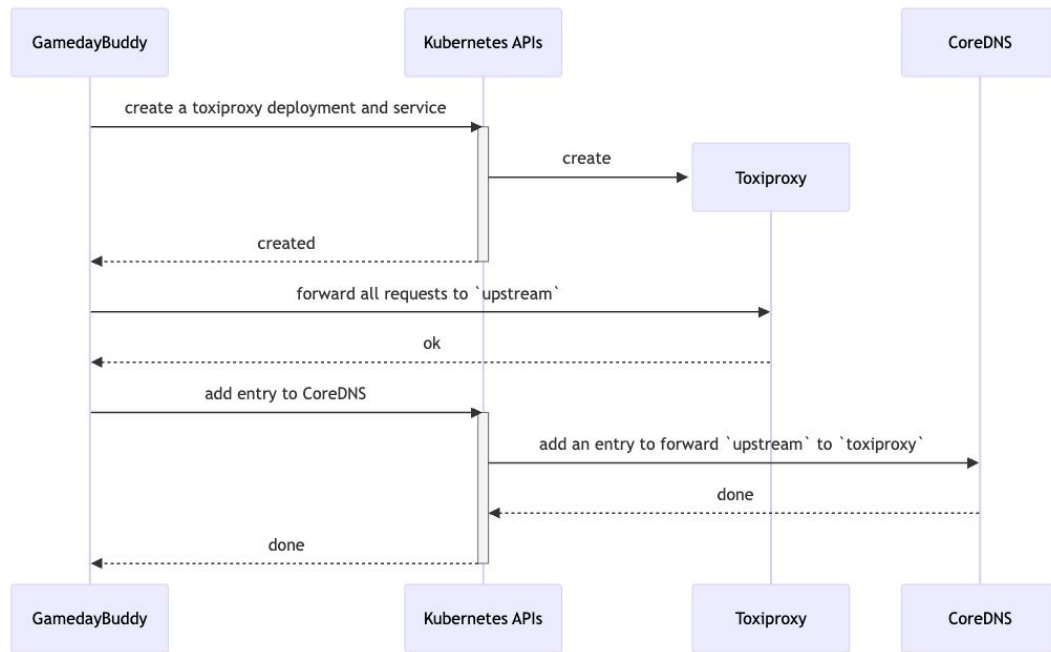 GamedayBuddy
Kubernetes APIs
CoreDNS
create a toxiproxy deployment and service
create
Toxiproxy
created
forward all requests to `upstream`
ok
add entry to CoreDNS
add an entry to forward `upstream` to `toxiproxy`
done
done
GamedayBuddy
Kubernetes APIs
Toxiproxy
CoreDNS